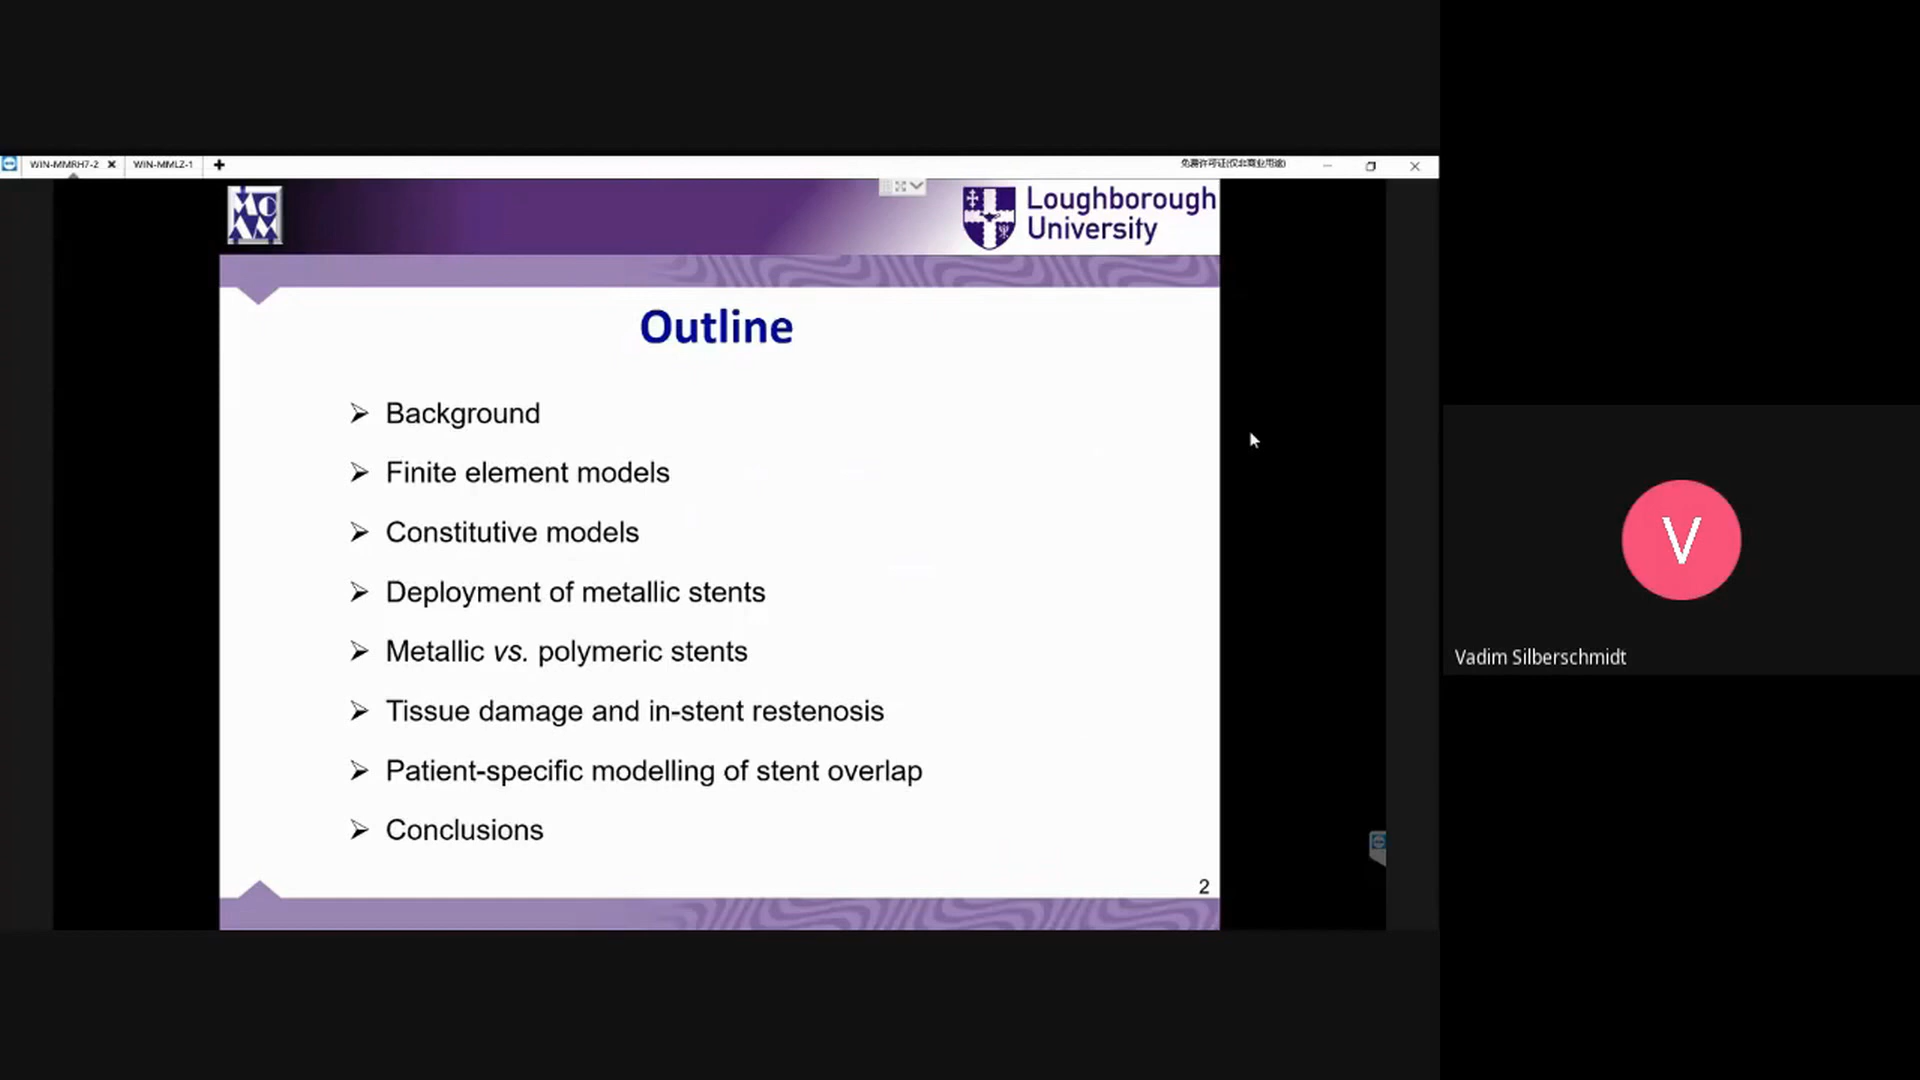 WIN-MMRH7-2
WIN-MMLZ-1
免费许可证(仅非商业用途)
MC
AM
Loughborough
University
Outline
Background
Finite element models
Constitutive models
Deployment of metallic stents
Metallic vs. polymeric stents
Tissue damage and in-stent restenosis
Patient-specific modelling of stent overlap
Conclusions
2
V
Vadim Silberschmidt